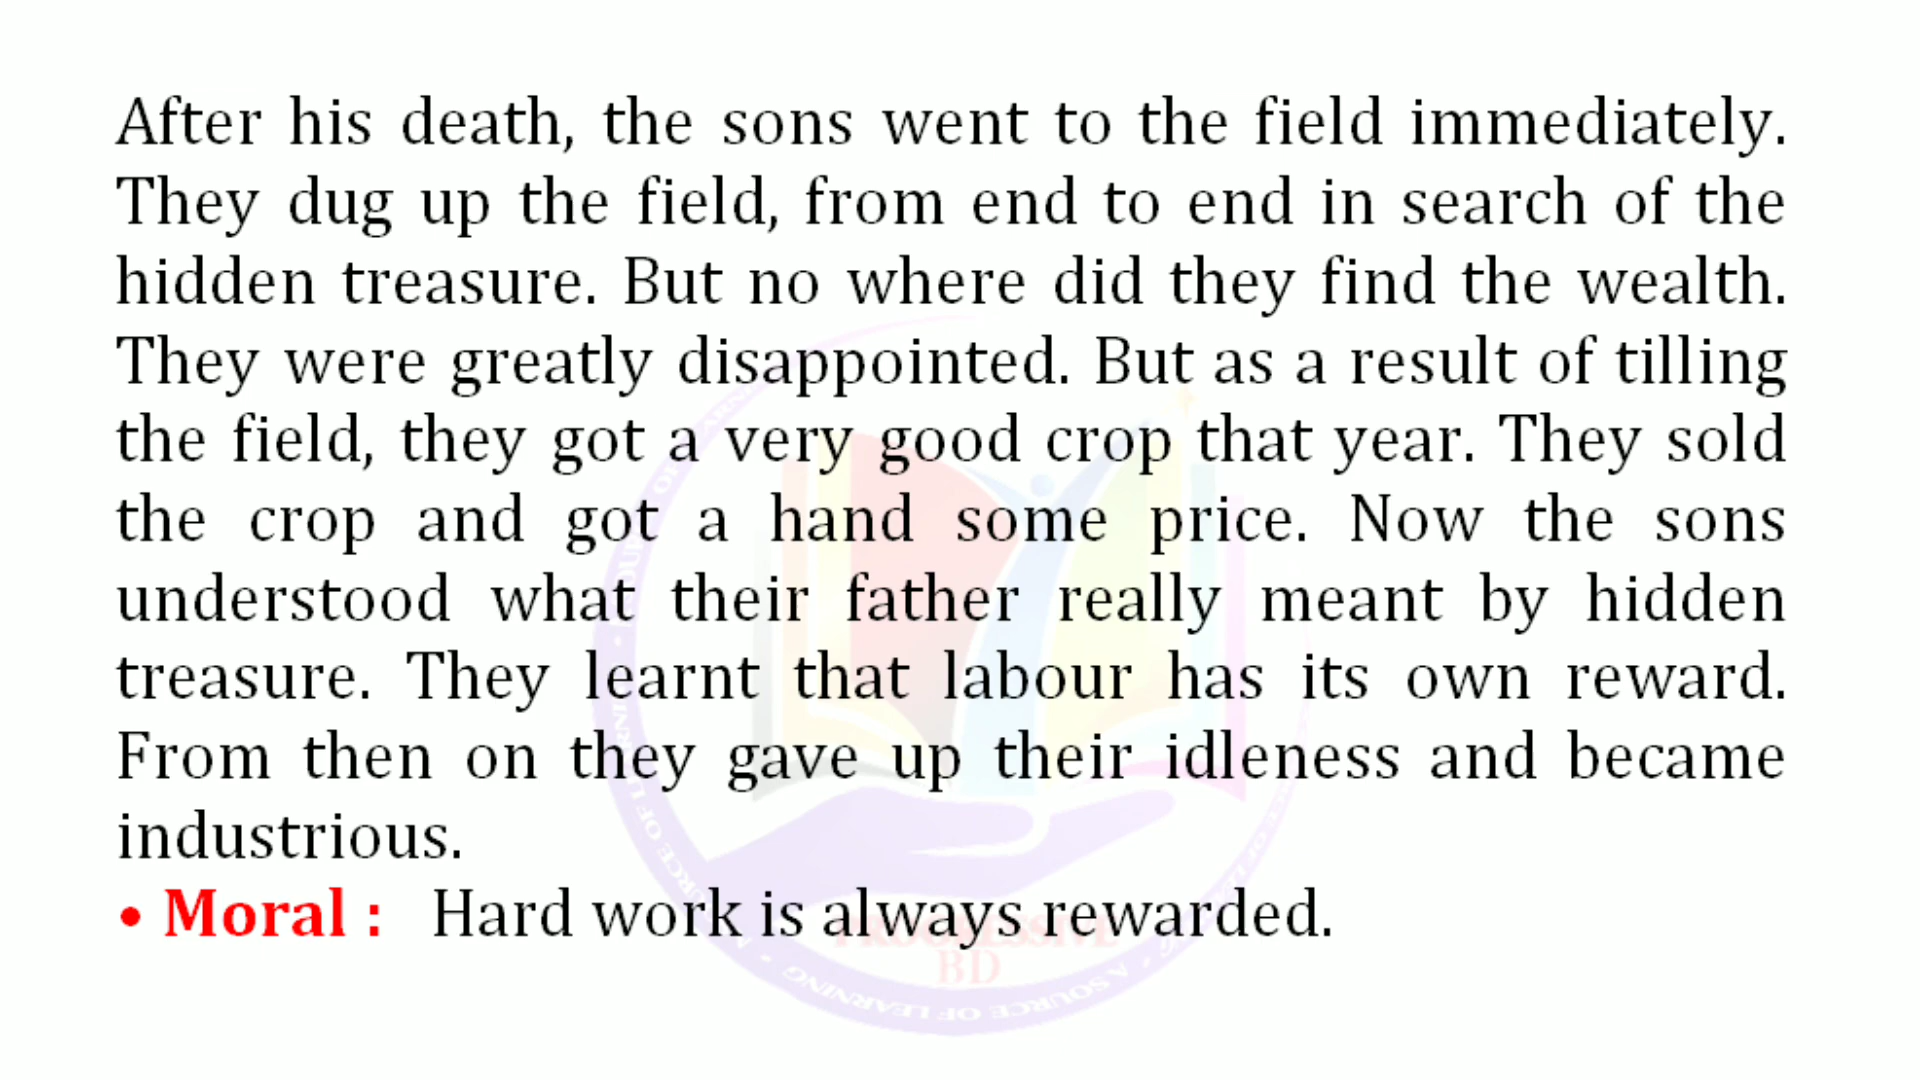 After his death, the sons went to the field immediately.
They dug up the field, from end to end in search of the
hidden treasure. But no where did they find the wealth.
They were greatly disappointed. But as a result of tilling
the field, they got a very good crop that year. They sold
the crop and got a hand some price. Now the sons
understood what their father really meant by hidden
treasure. They learnt that labour has its own reward.
From then on they gave up their idleness and became
industrious.
• Moral : Hard work is always rewarded.
PROGRESSIVE
BD
A SOURCE OF LEARNING